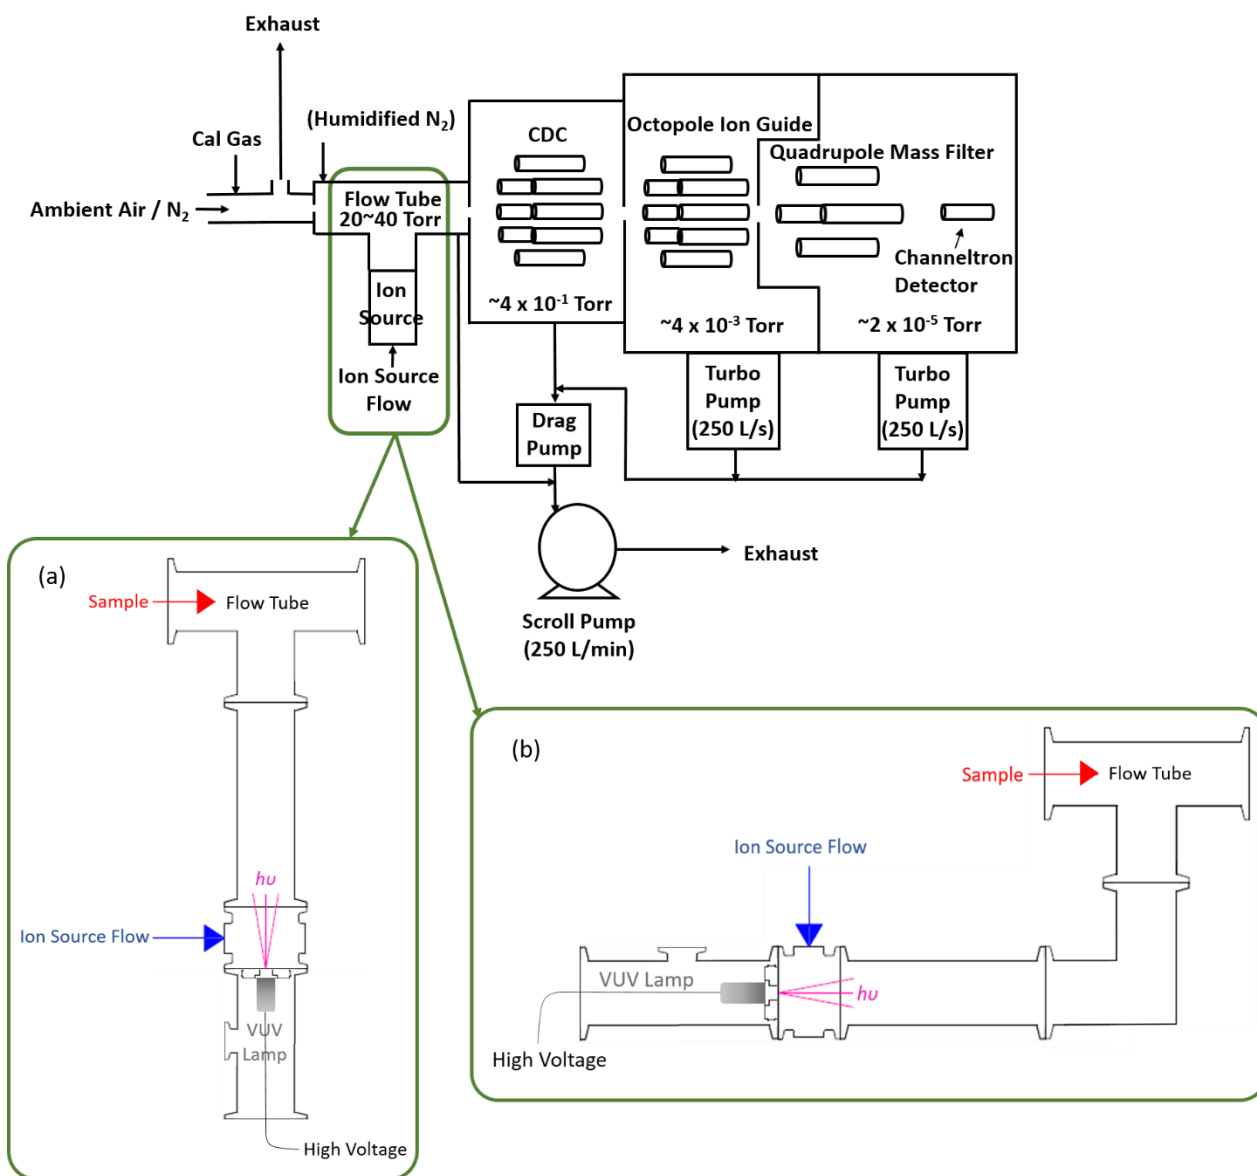 Exhaust
(Humidified N₂)
Cal Gas
Ambient Air / N₂
Flow Tube
20~40 Torr
Ion
Source
Ion Source
Flow
CDC
~4 x 10⁻¹ Torr
Octopole Ion Guide
~4 x 10⁻³ Torr
Quadrupole Mass Filter
Channeltron
Detector
~2 x 10⁻⁵ Torr
Turbo
Pump
(250 L/s)
Turbo
Pump
(250 L/s)
Drag
Pump
Exhaust
Scroll Pump
(250 L/min)
(a)
Sample
Flow Tube
hυ
Ion Source Flow
VUV
Lamp
High Voltage
(b)
Sample
Flow Tube
Ion Source Flow
VUV Lamp
hυ
High Voltage